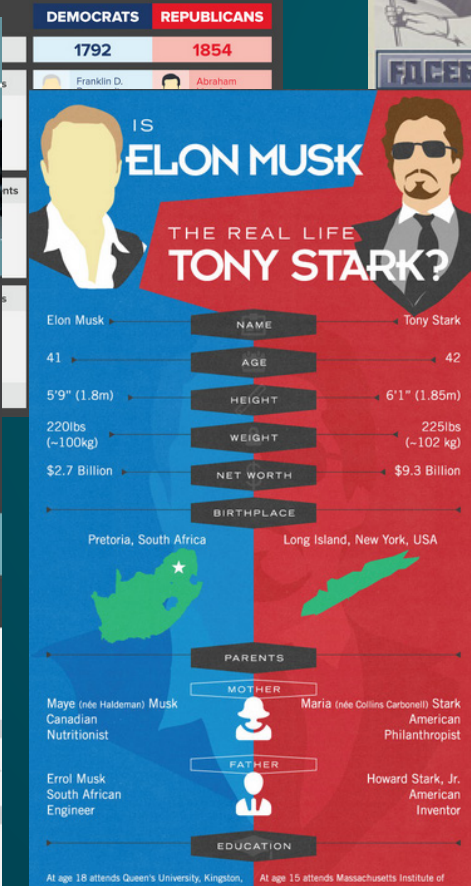 DEMOCRATS REPUBLICANS
1792 1854
Franklin D. Abraham
nts
IS
ELON MUSK
THE REAL LIFE
TONY STARK?
Elon Musk NAME Tony Stark
41 AGE 42
5'9" (1.8m) HEIGHT 6'1" (1.85m)
220lbs
(~100kg) WEIGHT 225lbs
(~102 kg)
$2.7 Billion NET WORTH $9.3 Billion
BIRTHPLACE
Pretoria, South Africa Long Island, New York, USA
PARENTS
MOTHER
Maye (née Haldeman) Musk Maria (née Collins Carbonell) Stark
Canadian American
Nutritionist Philanthropist
FATHER
Errol Musk Howard Stark, Jr.
South African American
Engineer Inventor
EDUCATION
At age 18 attends Queen's University, Kingston, At age 15 attends Massachusetts Institute of